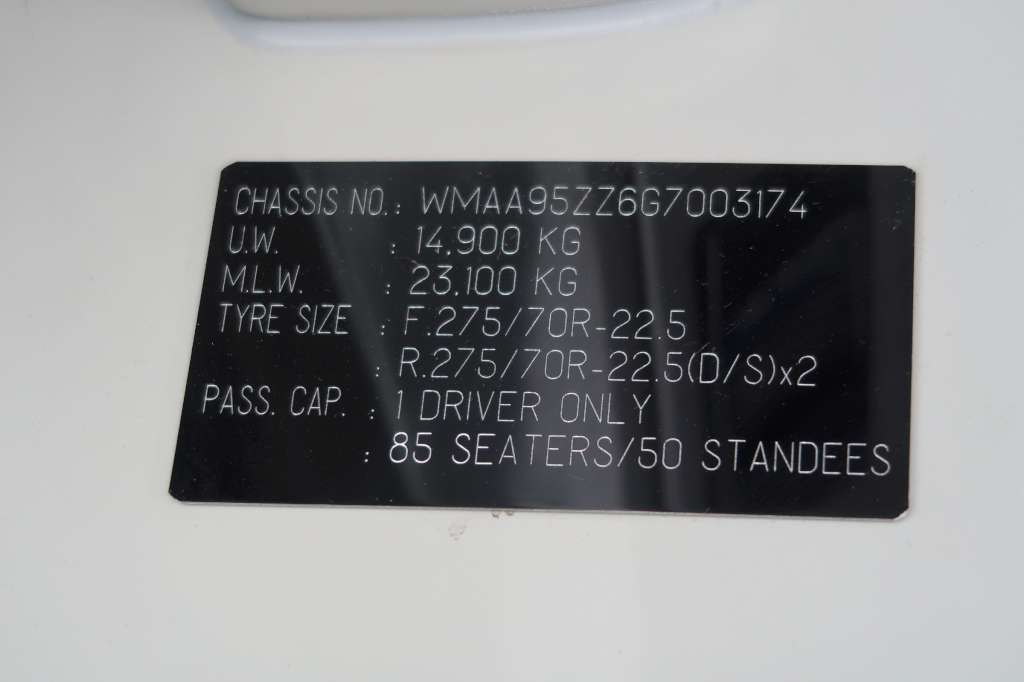 CHASSIS NO.: WMAA95ZZ6G7003174
U.W. : 14,900 KG
M.L.W. : 23,100 KG
TYRE SIZE : F.275/70R-22.5
: R.275/70R-22.5(D/S)x2
PASS. CAP. : 1 DRIVER ONLY
: 85 SEATERS/50 STANDEES